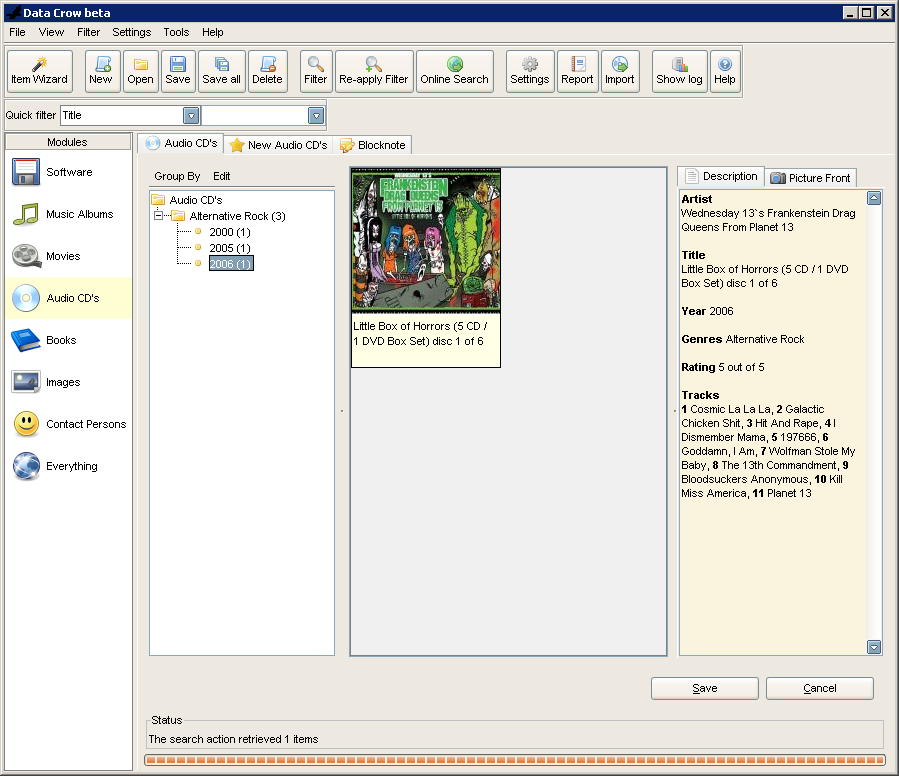 Data Crow beta
File View Filter Settings Tools Help
Item Wizard New Open Save Save all Delete Filter Re-apply Filter Online Search Settings Report Import Show log Help
Quick filter Title
Modules
Software
Music Albums
Movies
Audio CD's
Books
Images
Contact Persons
Everything
Audio CD's New Audio CD's Blocknote
Group By Edit
Audio CD's
Alternative Rock (3)
2000 (1)
2005 (1)
2006 (1)
WEDNESDAY 13'S
FRANKENSTEIN
DRAG QUEENS
FROM PLANET 13
LITTLE BOX OF HORRORS
Little Box of Horrors (5 CD /
1 DVD Box Set) disc 1 of 6
Description Picture Front
Artist
Wednesday 13`s Frankenstein Drag
Queens From Planet 13
Title
Little Box of Horrors (5 CD / 1 DVD
Box Set) disc 1 of 6
Year 2006
Genres Alternative Rock
Rating 5 out of 5
Tracks
1 Cosmic La La La, 2 Galactic
Chicken Shit, 3 Hit And Rape, 4 I
Dismember Mama, 5 197666, 6
Goddamn, I Am, 7 Wolfman Stole My
Baby, 8 The 13th Commandment, 9
Bloodsuckers Anonymous, 10 Kill
Miss America, 11 Planet 13
Save Cancel
Status
The search action retrieved 1 items